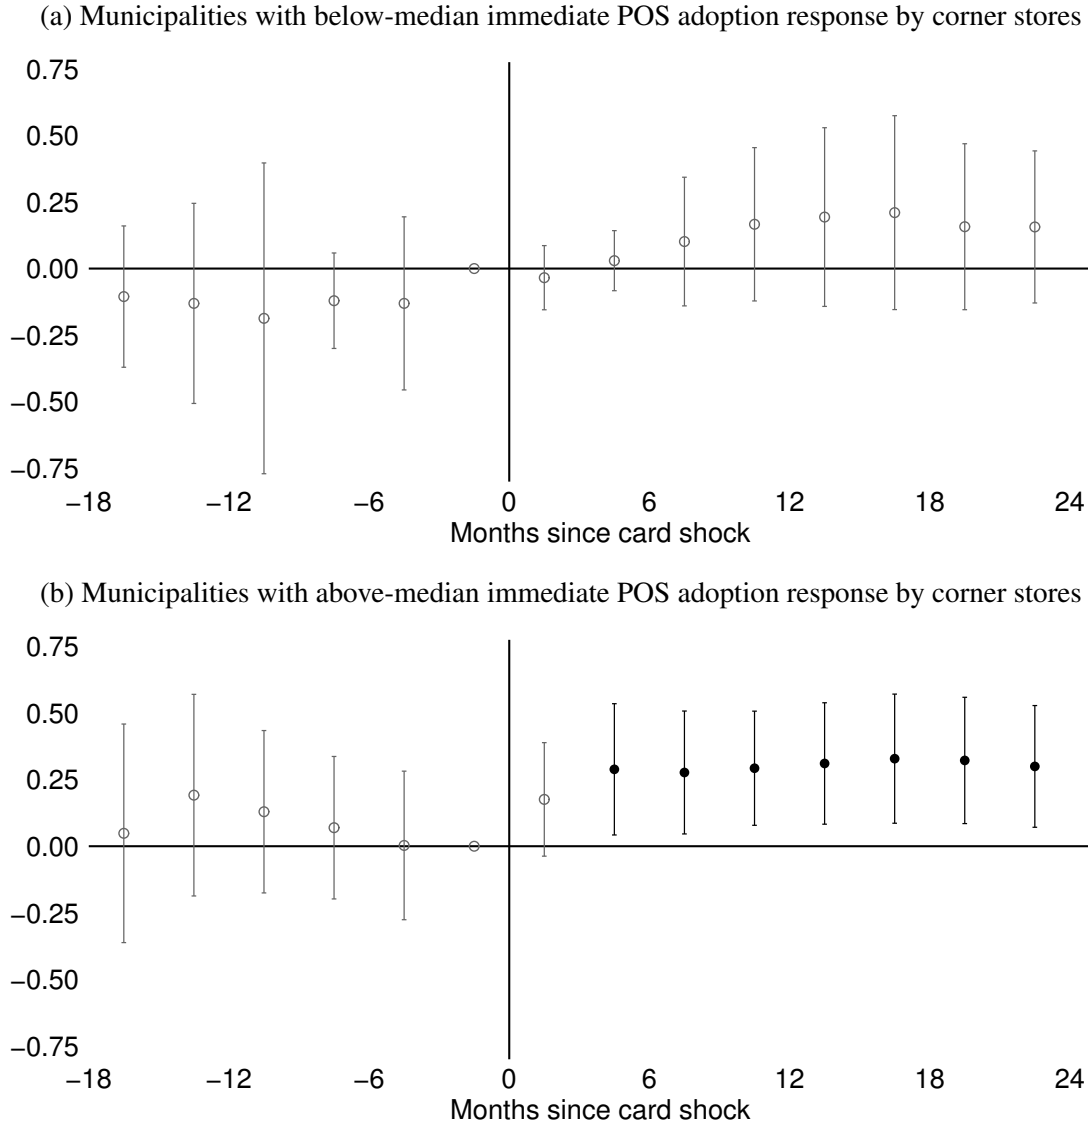 (a) Municipalities with below-median immediate POS adoption response by corner stores
0.75
0.50
0.25
0.00
−0.25
−0.50
−0.75
−18 −12 −6 0 6 12 18 24
Months since card shock
(b) Municipalities with above-median immediate POS adoption response by corner stores
0.75
0.50
0.25
0.00
−0.25
−0.50
−0.75
−18 −12 −6 0 6 12 18 24
Months since card shock